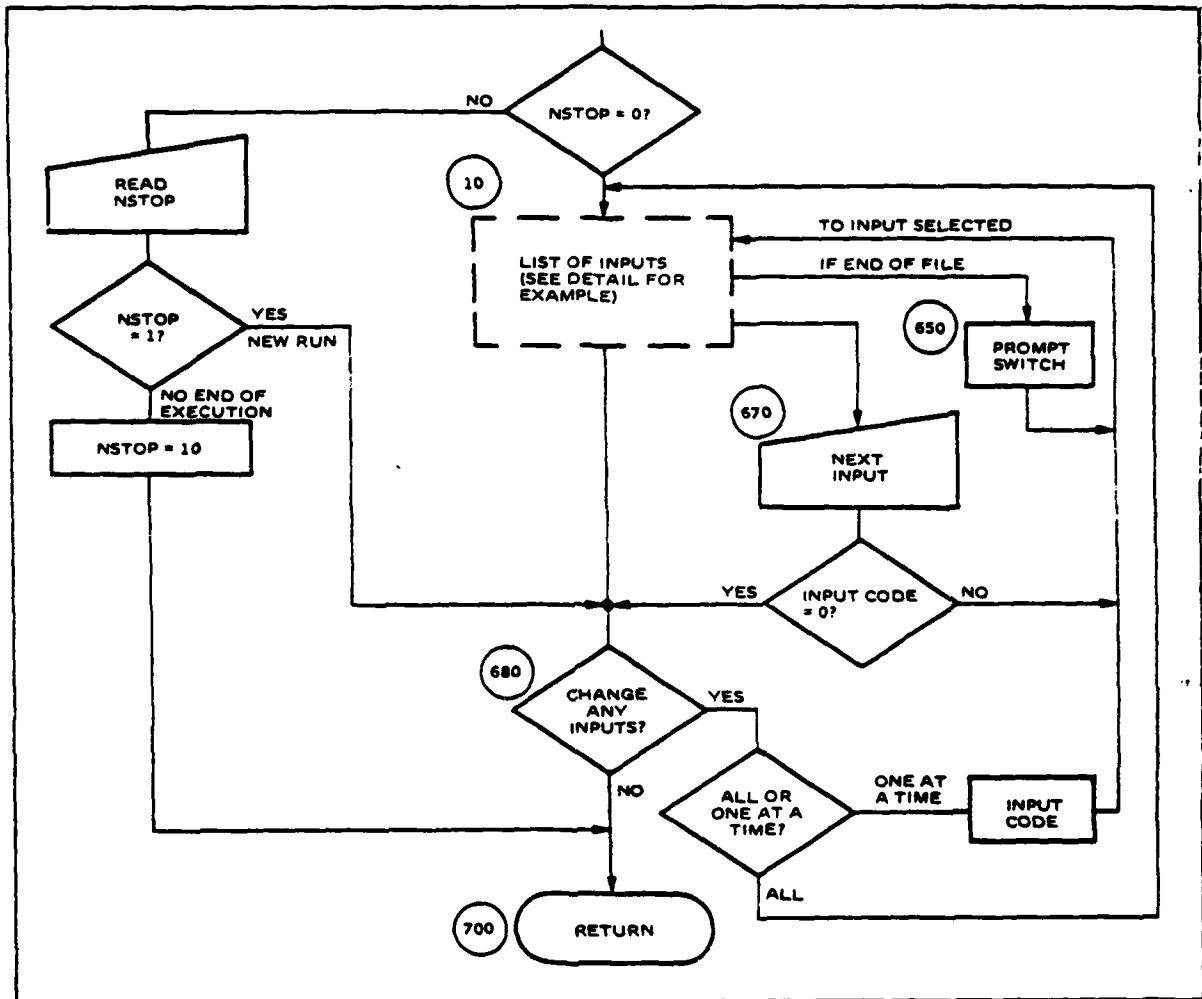 NSTOP = 0?
NO
READ
NSTOP
10
TO INPUT SELECTED
LIST OF INPUTS
(SEE DETAIL FOR
EXAMPLE)
IF END OF FILE
NSTOP
= 1?
YES
NEW RUN
650
PROMPT
SWITCH
NO END OF
EXECUTION
670
NSTOP = 10
NEXT
INPUT
YES
INPUT CODE
= 0?
NO
680
CHANGE
ANY
INPUTS?
YES
NO
ALL OR
ONE AT A
TIME?
ONE AT
A TIME
INPUT
CODE
ALL
700
RETURN